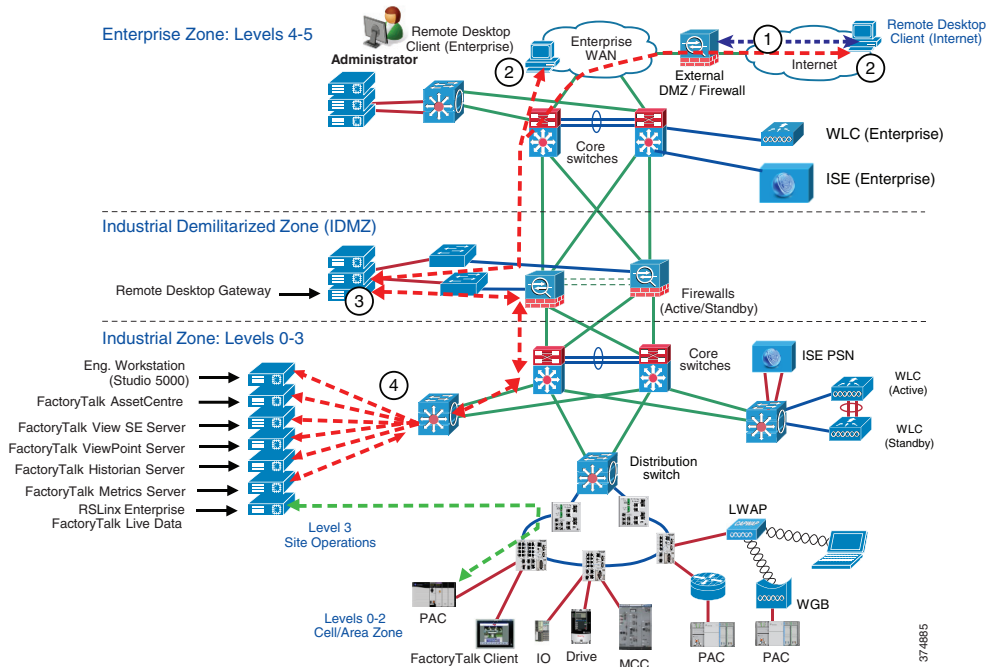 Enterprise Zone: Levels 4-5
Remote Desktop
Client (Enterprise)
Administrator
2
Enterprise
WAN
External
DMZ / Firewall
1
Internet
Remote Desktop
Client (Internet)
2
Core
switches
WLC (Enterprise)
ISE (Enterprise)
Industrial Demilitarized Zone (IDMZ)
Remote Desktop Gateway
3
Firewalls
(Active/Standby)
Industrial Zone: Levels 0-3
Eng. Workstation
(Studio 5000)
FactoryTalk AssetCentre
FactoryTalk View SE Server
FactoryTalk ViewPoint Server
FactoryTalk Historian Server
FactoryTalk Metrics Server
RSLinx Enterprise
FactoryTalk Live Data
4
Core
switches
ISE PSN
WLC
(Active)
WLC
(Standby)
Distribution
switch
Level 3
Site Operations
LWAP
CAPWAP
WGB
Levels 0-2
Cell/Area Zone
PAC
FactoryTalk Client
IO
Drive
MCC
PAC
PAC
374885